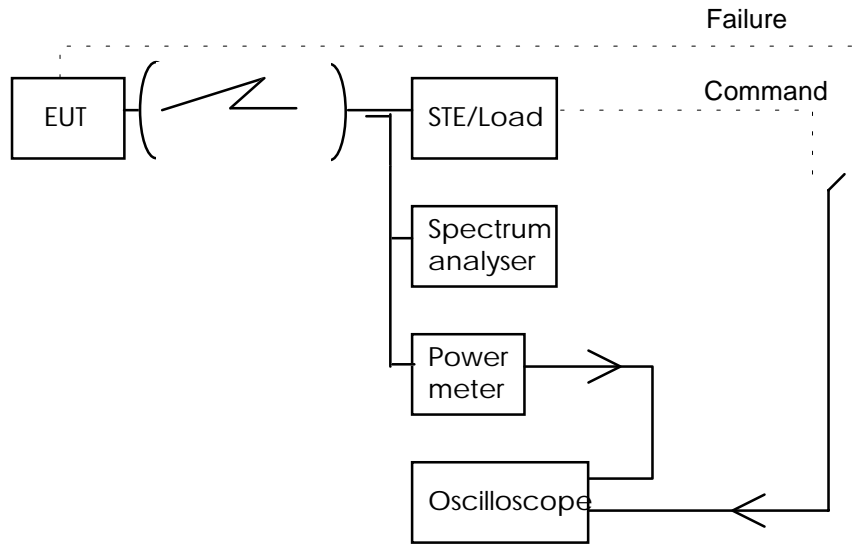 Failure
EUT
STE/Load
Command
Spectrum
analyser
Power
meter
Oscilloscope